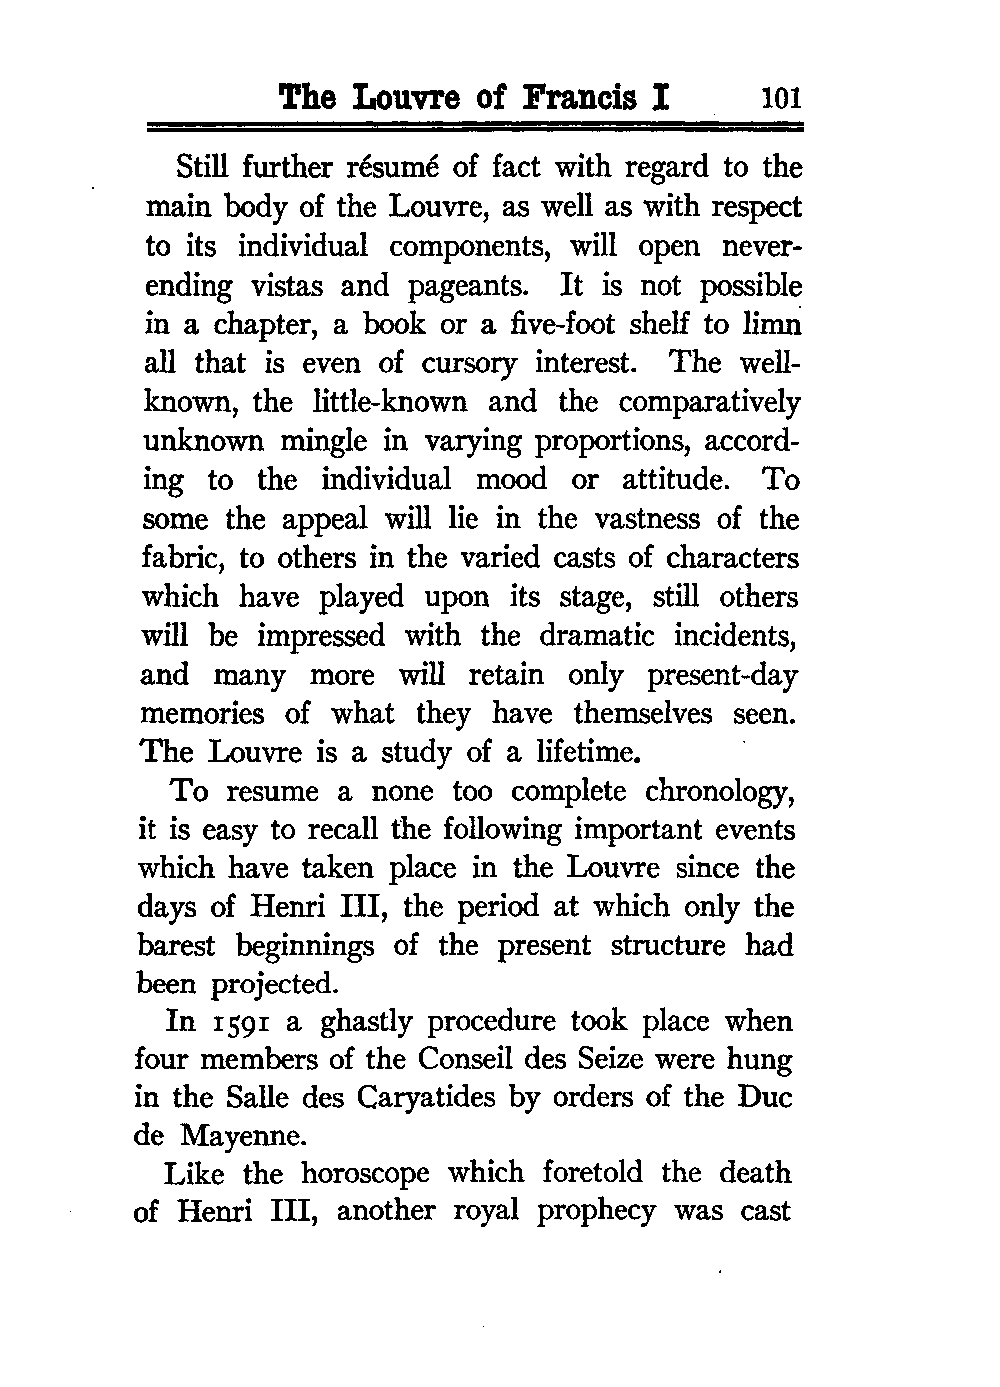 The Louvre of Francis I 101
Still further résumé of fact with regard to the
main body of the Louvre, as well as with respect
to its individual components, will open never-
ending vistas and pageants. It is not possible
in a chapter, a book or a five-foot shelf to limn
all that is even of cursory interest. The well-
known, the little-known and the comparatively
unknown mingle in varying proportions, accord-
ing to the individual mood or attitude. To
some the appeal will lie in the vastness of the
fabric, to others in the varied casts of characters
which have played upon its stage, still others
will be impressed with the dramatic incidents,
and many more will retain only present-day
memories of what they have themselves seen.
The Louvre is a study of a lifetime.
To resume a none too complete chronology,
it is easy to recall the following important events
which have taken place in the Louvre since the
days of Henri III, the period at which only the
barest beginnings of the present structure had
been projected.
In 1591 a ghastly procedure took place when
four members of the Conseil des Seize were hung
in the Salle des Caryatides by orders of the Duc
de Mayenne.
Like the horoscope which foretold the death
of Henri III, another royal prophecy was cast